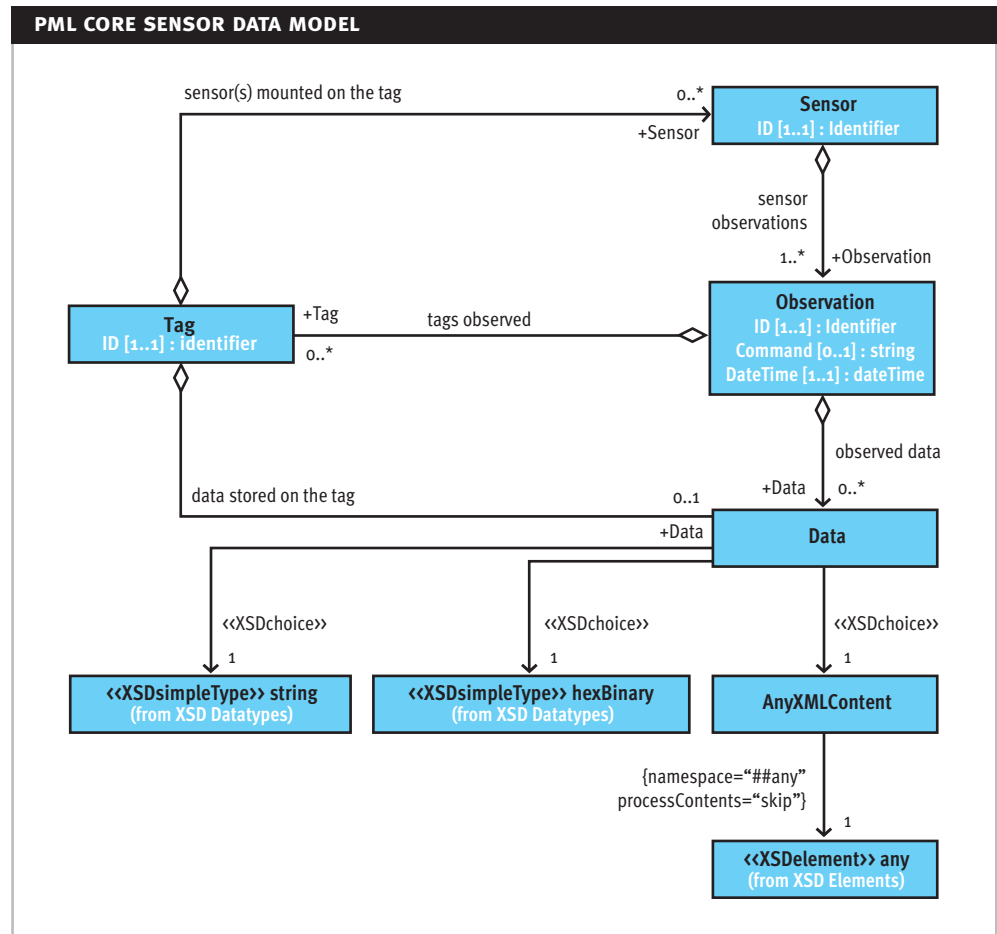 PML CORE SENSOR DATA MODEL
sensor(s) mounted on the tag
0..*
+Sensor
Sensor
ID [1..1] : Identifier
sensor
observations
1..*
+Observation
Tag
ID [1..1] : identifier
+Tag
0..*
tags observed
Observation
ID [1..1] : Identifier
Command [0..1] : string
DateTime [1..1] : dateTime
observed data
+Data
0..*
data stored on the tag
0..1
+Data
Data
<<XSDchoice>>
1
<<XSDchoice>>
1
<<XSDchoice>>
1
<<XSDsimpleType>> string
(from XSD Datatypes)
<<XSDsimpleType>> hexBinary
(from XSD Datatypes)
AnyXMLContent
{namespace=“##any”
processContents=“skip”}
1
<<XSDelement>> any
(from XSD Elements)